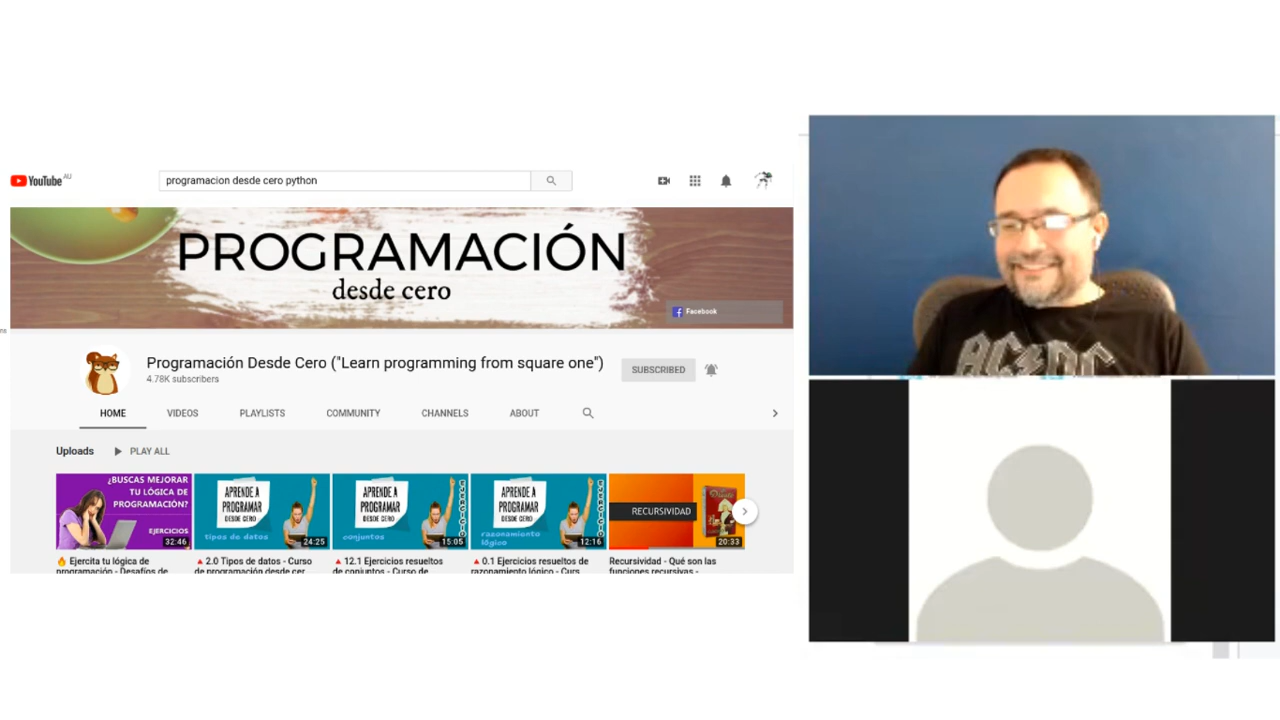 YouTube AU
programacion desde cero python
PROGRAMACIÓN
desde cero
Facebook
Programación Desde Cero ("Learn programming from square one")
4.78K subscribers
SUBSCRIBED
HOME VIDEOS PLAYLISTS COMMUNITY CHANNELS ABOUT
Uploads PLAY ALL
¿BUSCAS MEJORAR
TU LÓGICA DE
PROGRAMACIÓN?
EJERCICIOS
32:46
APRENDE A
PROGRAMAR
DESDE CERO
tipos de datos
24:25
APRENDE A
PROGRAMAR
DESDE CERO
conjuntos
15:05
APRENDE A
PROGRAMAR
DESDE CERO
razonamiento
lógico
12:16
RECURSIVIDAD
20:33
Ejercita tu lógica de
programación - Desafíos de
2.0 Tipos de datos - Curso
de programación desde cer
12.1 Ejercicios resueltos
de conjuntos - Curso de
0.1 Ejercicios resueltos de
razonamiento lógico - Curs
Recursividad - Qué son las
funciones recursivas -
AC DC